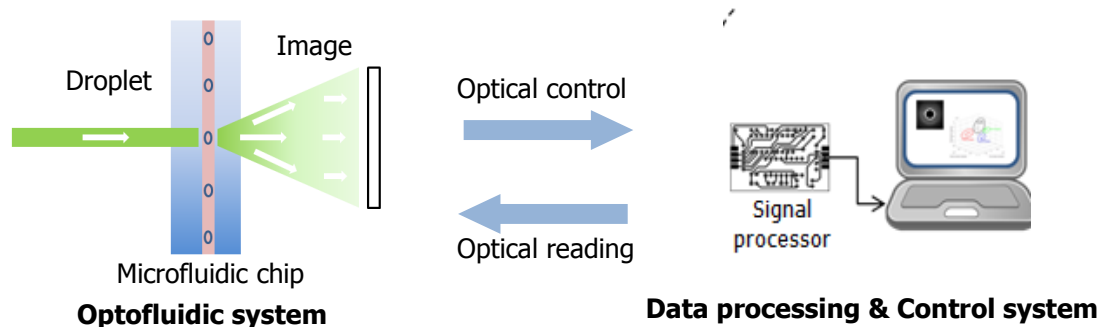 Image
Droplet
Optical control
Signal
processor
Optical reading
Microfluidic chip
Optofluidic system
Data processing & Control system